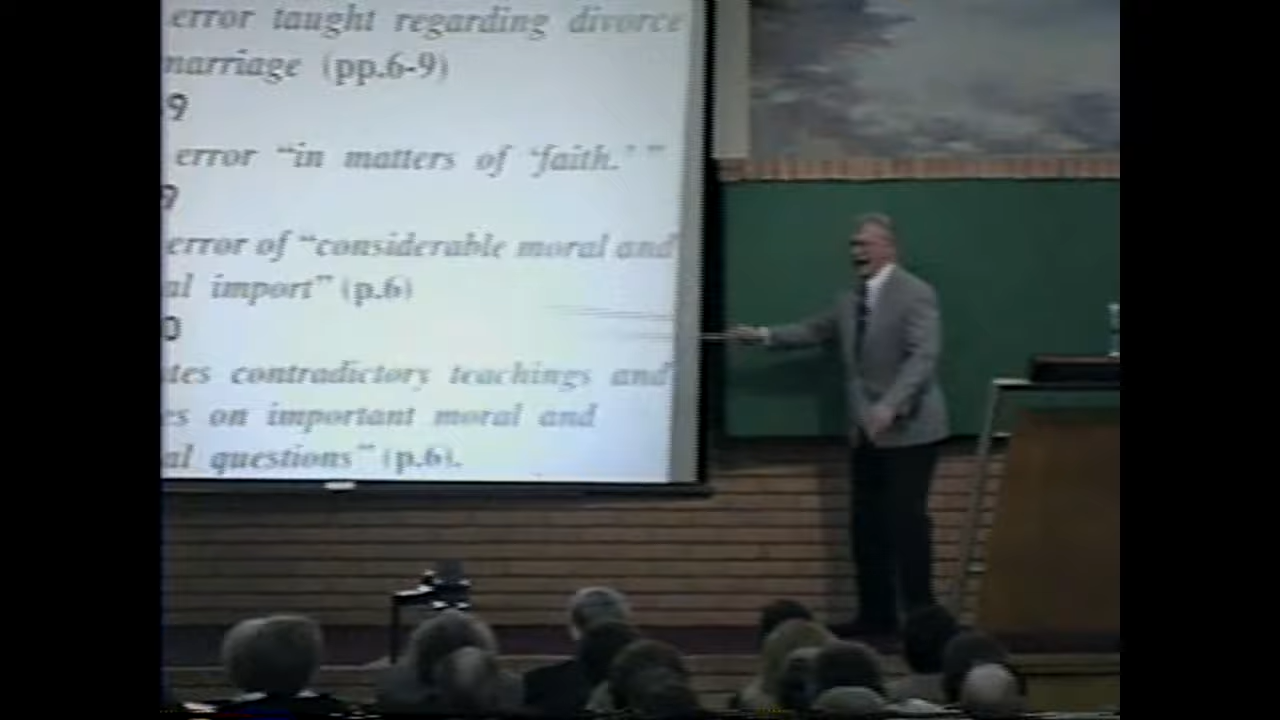 error taught regarding divorce
marriage (pp.6-9)
9
error “in matters of ‘faith.’”
9
error of “considerable moral and
al import” (p.6)
0
tes contradictory teachings and
es on important moral and
al questions” (p.6).